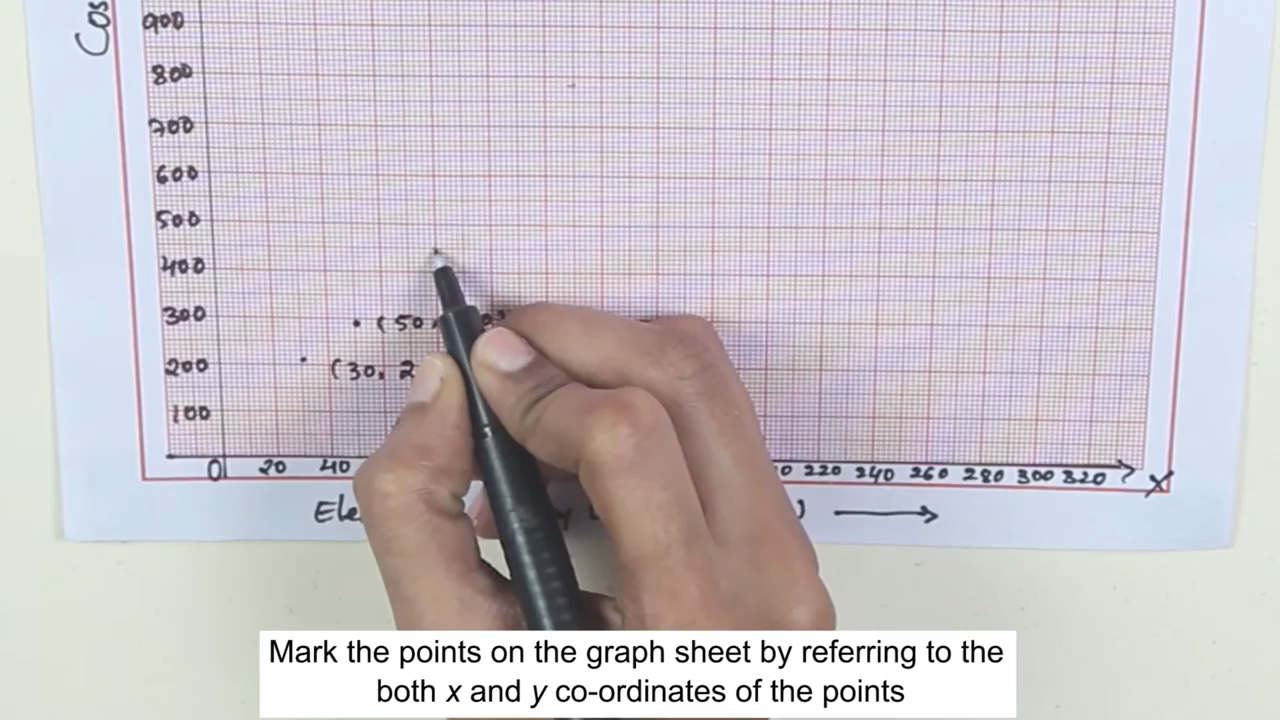 Cos
900
800
700
600
500
400
300
(50,
200
(30, 2
100
0 20 40 220 240 260 280 300 320 X
Ele
Mark the points on the graph sheet by referring to the
both x and y co-ordinates of the points